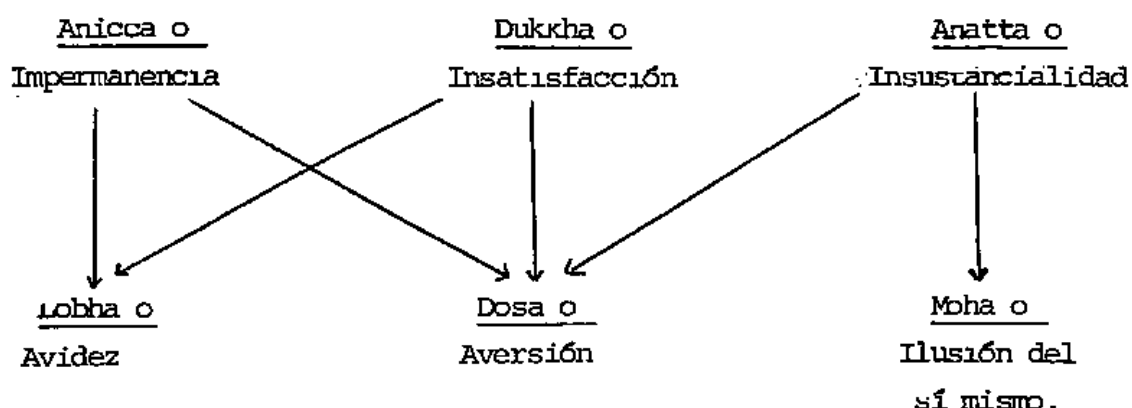 Anicca o
Impermanencia
Dukkha o
Insatisfacción
Anatta o
Insustancialidad
Lobha o
Avidez
Dosa o
Aversión
Moha o
Ilusión del
sí mismo.